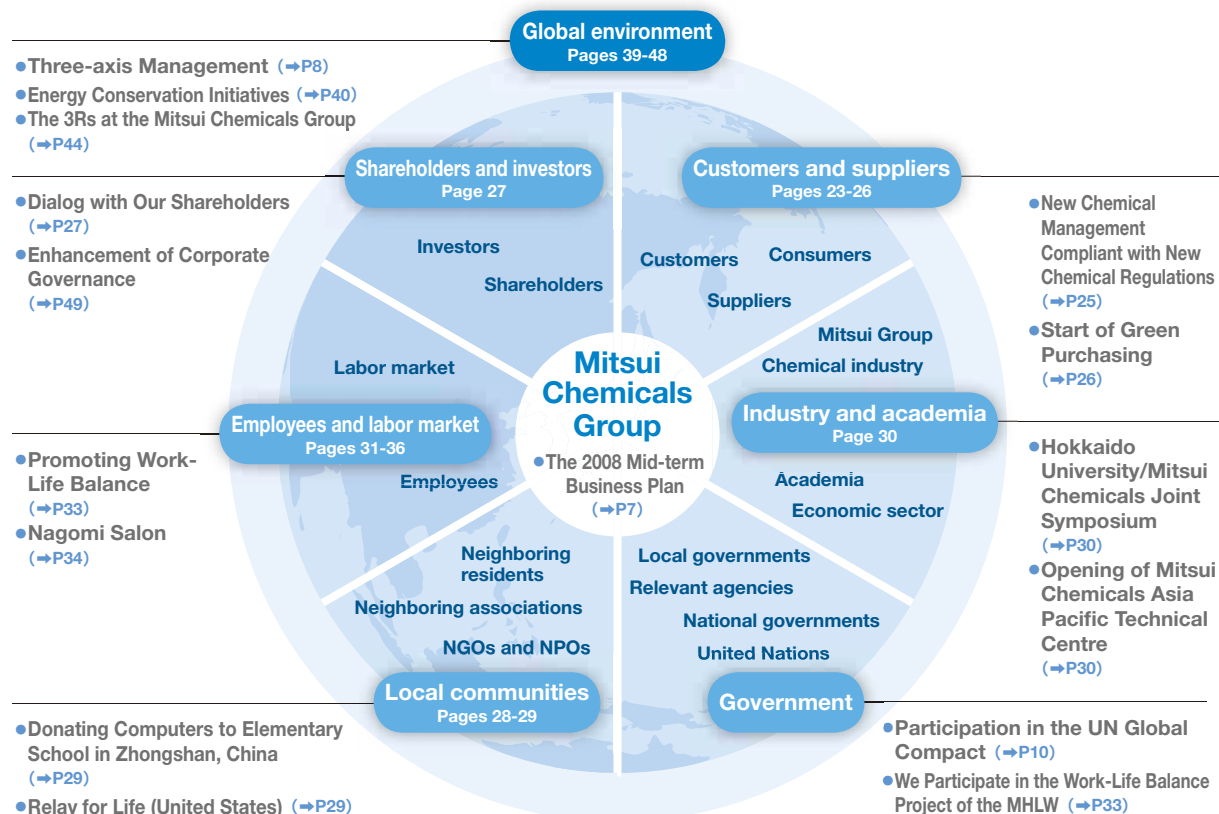 Global environment
Pages 39-48
●Three-axis Management (➡P8)
●Energy Conservation Initiatives (➡P40)
●The 3Rs at the Mitsui Chemicals Group
(➡P44)
Shareholders and investors
Page 27
●Dialog with Our Shareholders
(➡P27)
●Enhancement of Corporate
Governance
(➡P49)
Investors
Shareholders
Customers and suppliers
Pages 23-26
●New Chemical
Management
Compliant with New
Chemical Regulations
(➡P25)
●Start of Green
Purchasing
(➡P26)
Customers
Consumers
Suppliers
Mitsui Group
Chemical industry
Industry and academia
Page 30
Academia
Economic sector
●Hokkaido
University/Mitsui
Chemicals Joint
Symposium
(➡P30)
●Opening of Mitsui
Chemicals Asia
Pacific Technical
Centre
(➡P30)
Mitsui
Chemicals
Group
●The 2008 Mid-term
Business Plan
(➡P7)
Labor market
Employees and labor market
Pages 31-36
Employees
●Promoting Work-
Life Balance
(➡P33)
●Nagomi Salon
(➡P34)
Neighboring
residents
Neighboring associations
NGOs and NPOs
Local communities
Pages 28-29
●Donating Computers to Elementary
School in Zhongshan, China
(➡P29)
●Relay for Life (United States) (➡P29)
Local governments
Relevant agencies
National governments
United Nations
Government
●Participation in the UN Global
Compact (➡P10)
●We Participate in the Work-Life Balance
Project of the MHLW (➡P33)